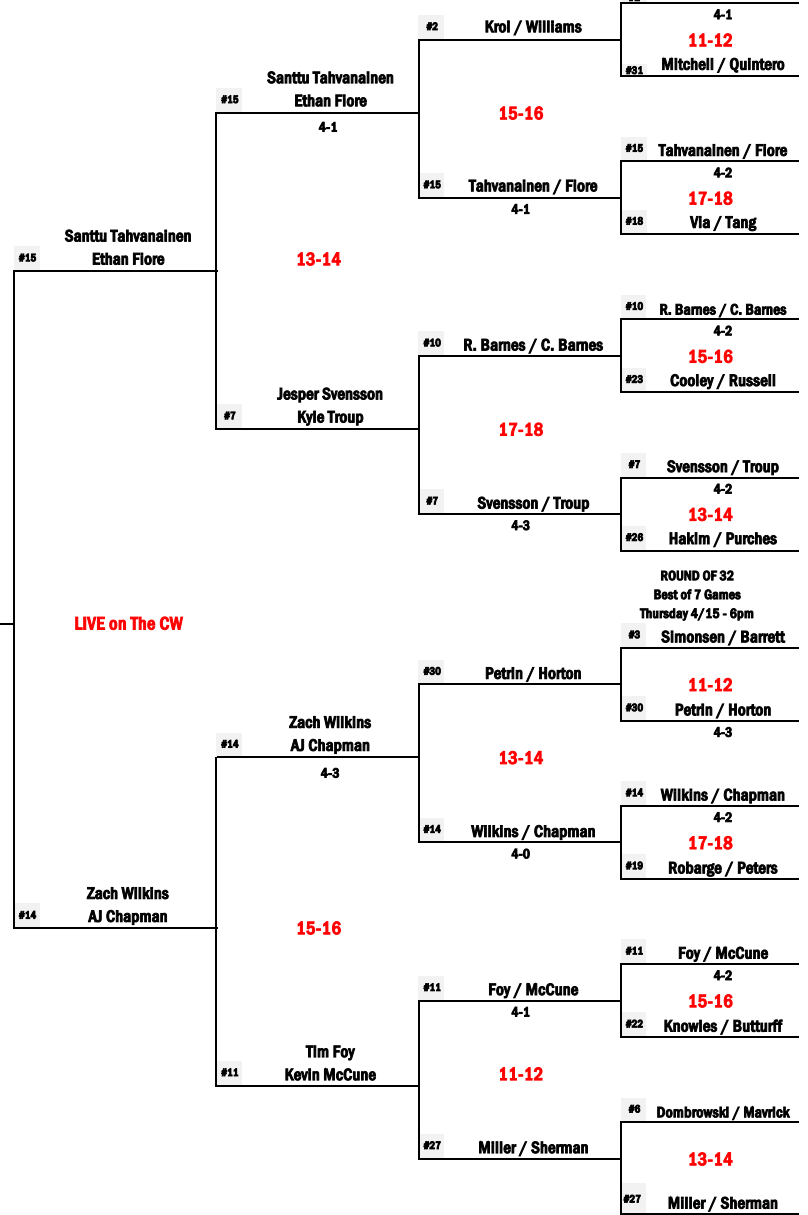 #2
Krol / Williams
4-1
11-12
#31
Mitchell / Quintero
Santtu Tahvanainen
#15
Ethan Fiore
4-1
15-16
#15
Tahvanainen / Fiore
4-2
17-18
#15
Tahvanainen / Fiore
4-1
#18
Via / Tang
Santtu Tahvanainen
#15
Ethan Fiore
13-14
#10
R. Barnes / C. Barnes
4-2
15-16
#10
R. Barnes / C. Barnes
#23
Cooley / Russell
Jesper Svensson
#7
Kyle Troup
17-18
#7
Svensson / Troup
4-2
13-14
#7
Svensson / Troup
4-3
#26
Hakim / Purches
ROUND OF 32
Best of 7 Games
Thursday 4/15 - 6pm
LIVE on The CW
#3
Simonsen / Barrett
11-12
#30
Petrin / Horton
#30
Petrin / Horton
4-3
Zach Wilkins
#14
AJ Chapman
4-3
13-14
#14
Wilkins / Chapman
4-2
17-18
#14
Wilkins / Chapman
4-0
#19
Robarge / Peters
Zach Wilkins
#14
AJ Chapman
15-16
#11
Foy / McCune
4-2
15-16
#11
Foy / McCune
4-1
#22
Knowles / Butturff
Tim Foy
#11
Kevin McCune
11-12
#6
Dombrowski / Mavrick
13-14
#27
Miller / Sherman
#27
Miller / Sherman